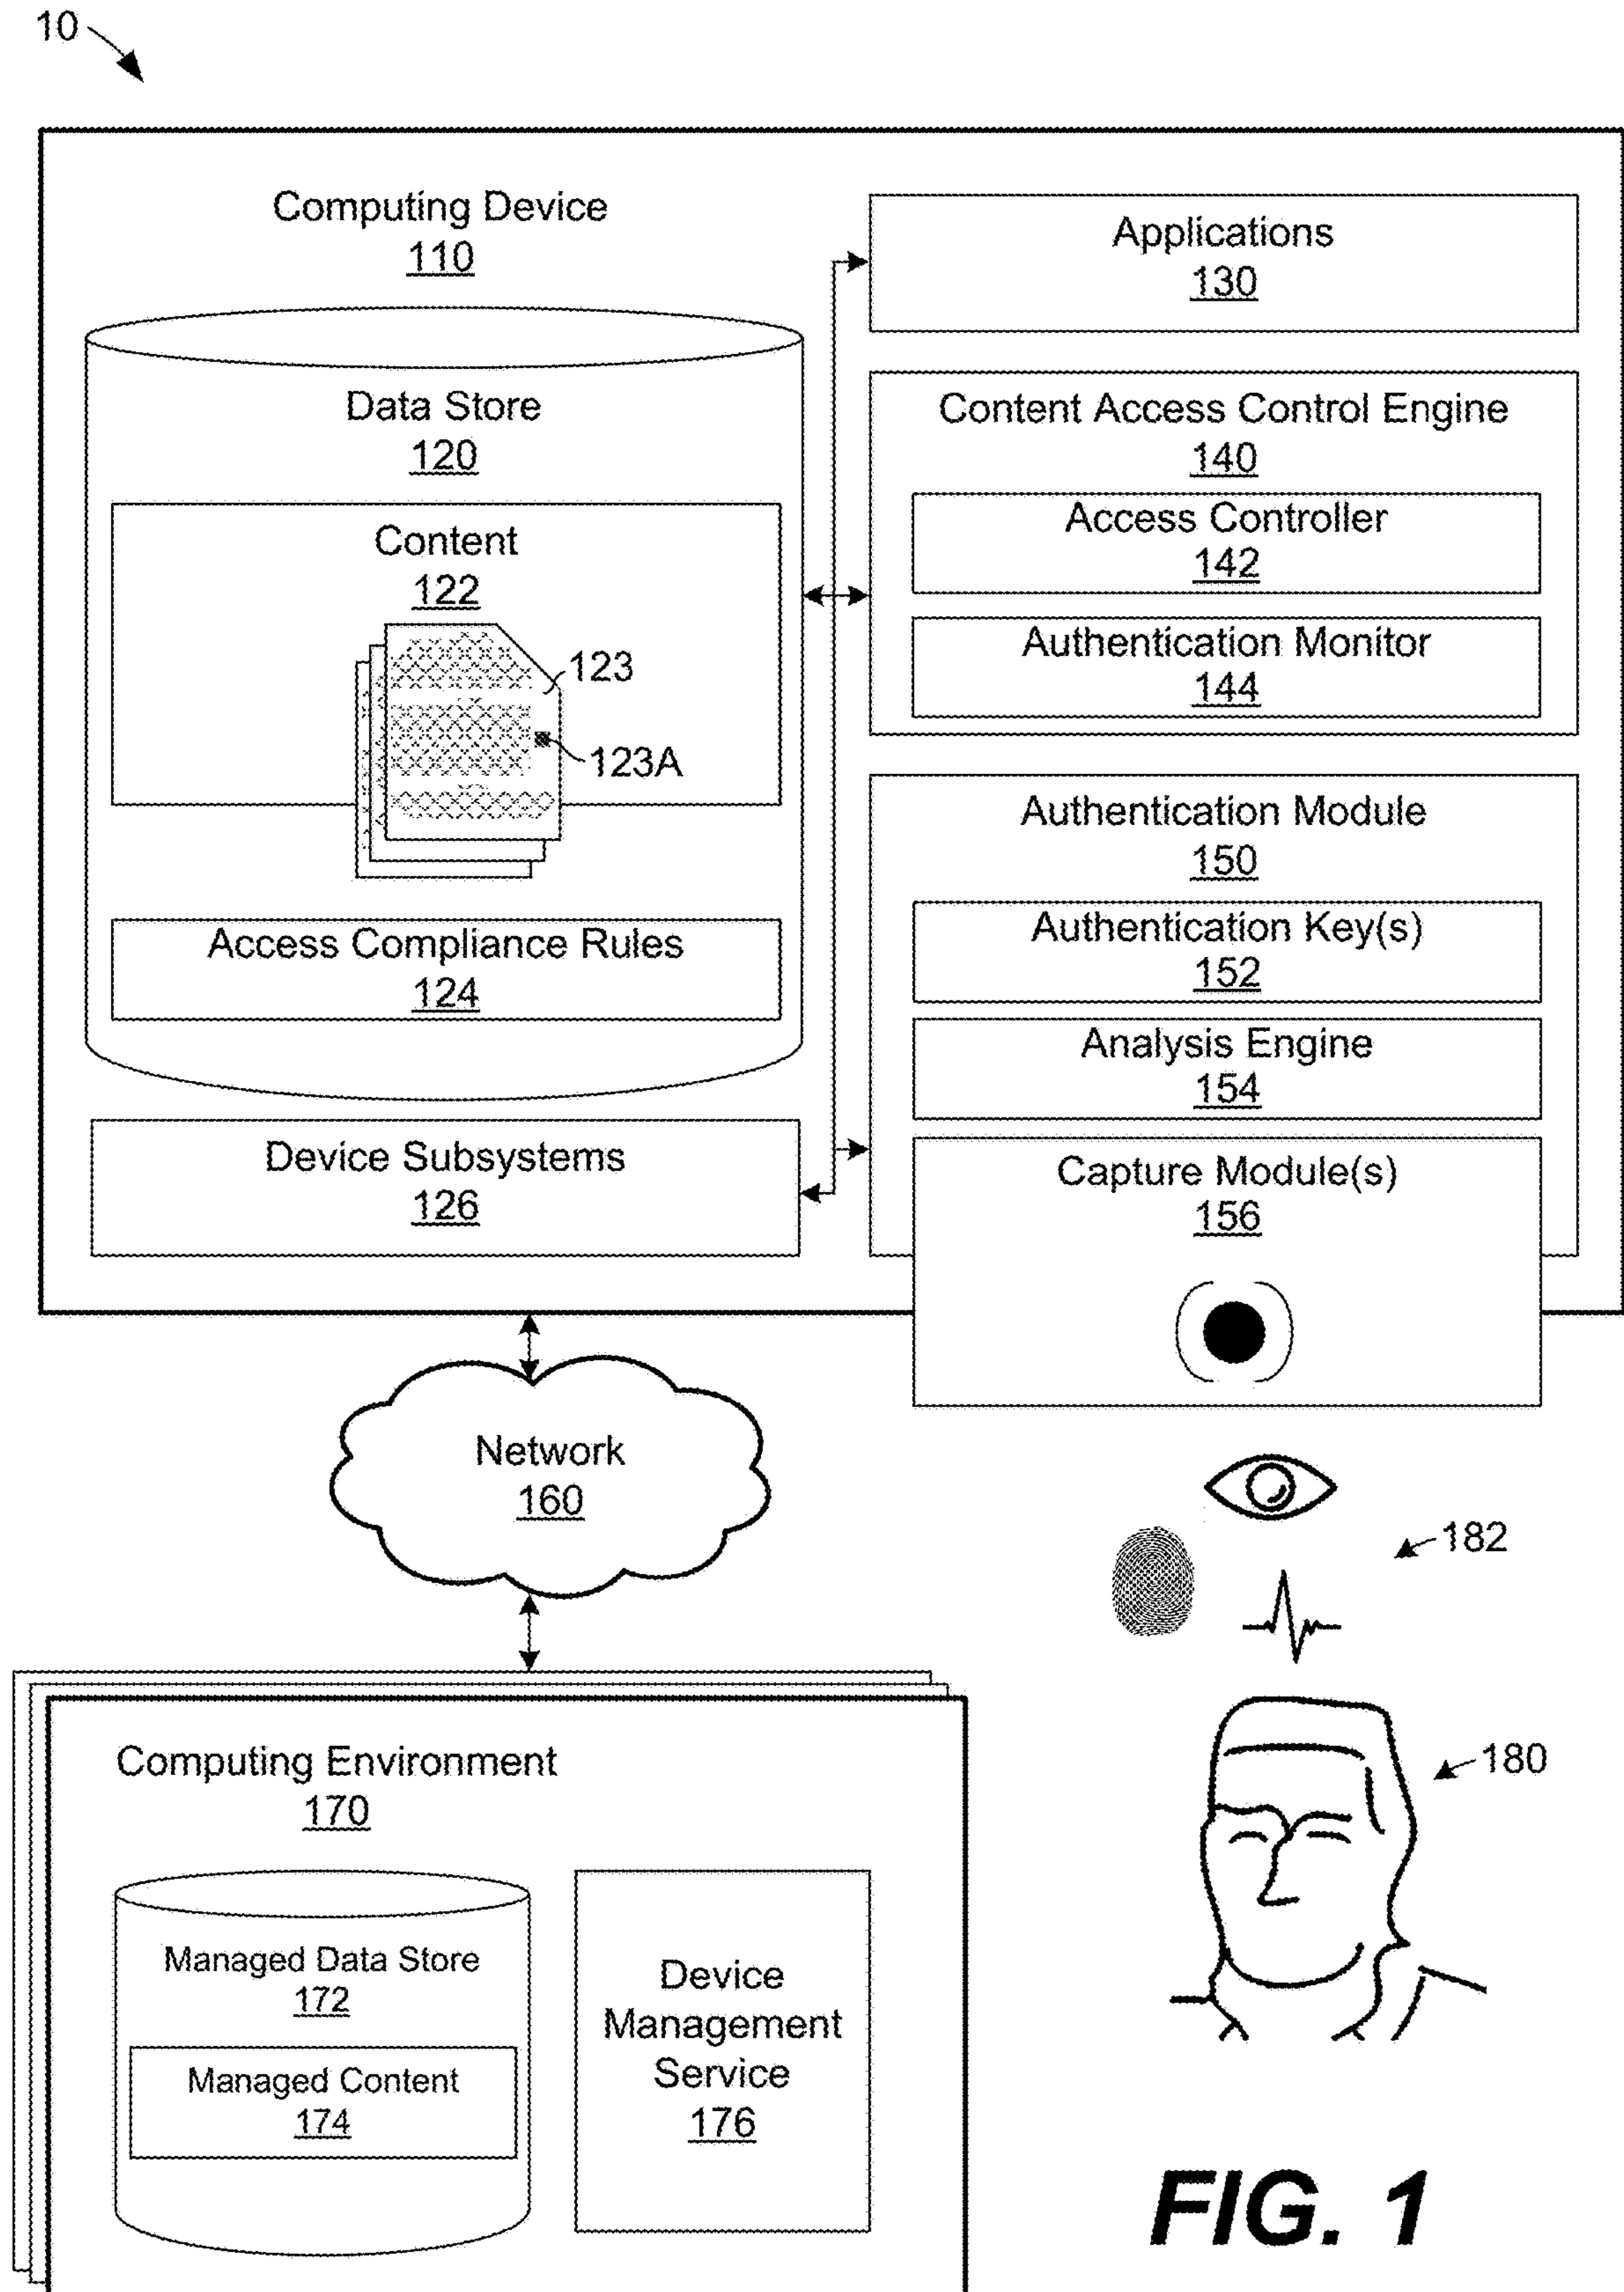 10
Computing Device
110
Data Store
120
Content
122
123
123A
Access Compliance Rules
124
Device Subsystems
126
Applications
130
Content Access Control Engine
140
Access Controller
142
Authentication Monitor
144
Authentication Module
150
Authentication Key(s)
152
Analysis Engine
154
Capture Module(s)
156
Network
160
182
180
Computing Environment
170
Managed Data Store
172
Managed Content
174
Device
Management
Service
176
FIG. 1